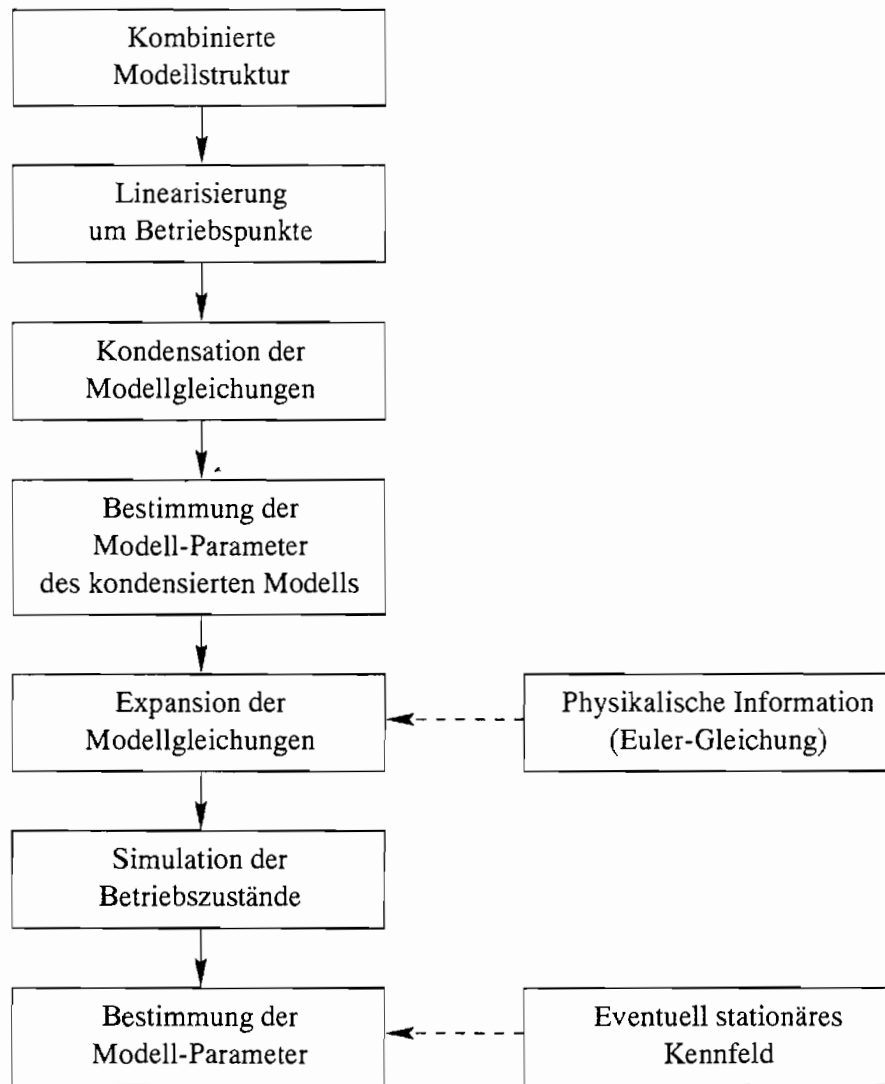 Kombinierte
Modellstruktur
Linearisierung
um Betriebspunkte
Kondensation der
Modellgleichungen
Bestimmung der
Modell-Parameter
des kondensierten Modells
Expansion der
Modellgleichungen
Physikalische Information
(Euler-Gleichung)
Simulation der
Betriebszustände
Bestimmung der
Modell-Parameter
Eventuell stationäres
Kennfeld